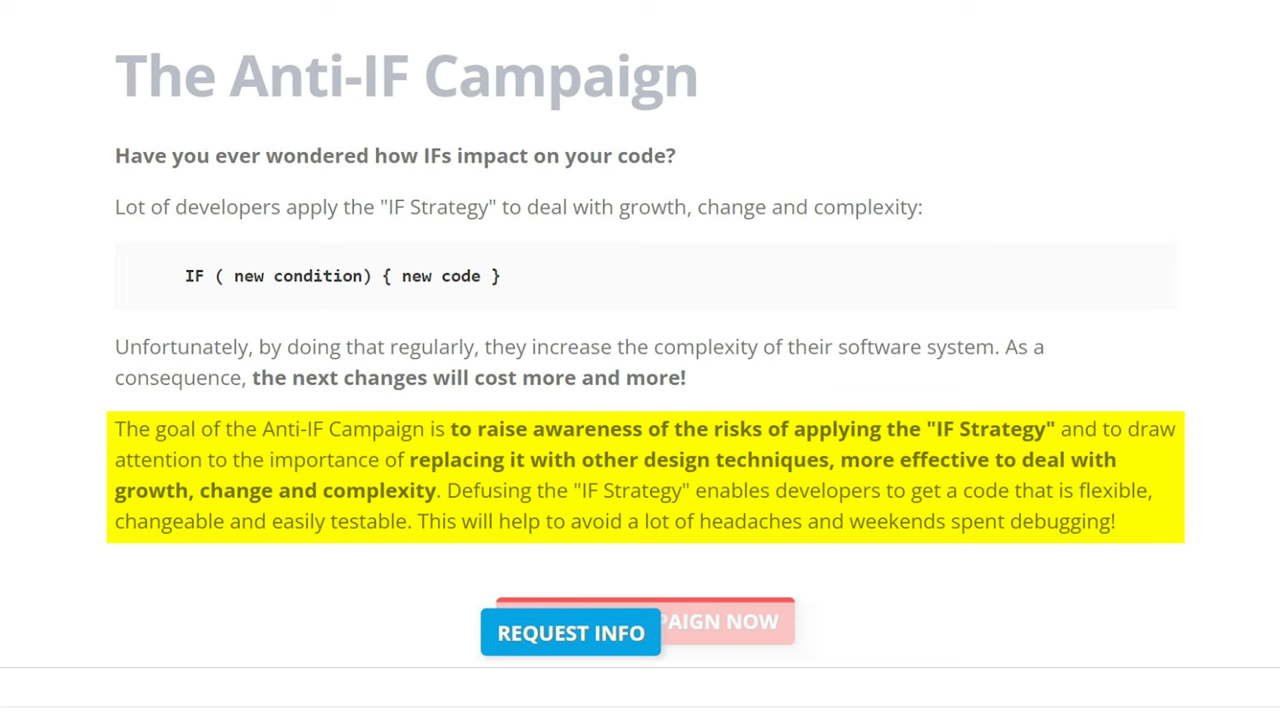 The Anti-IF Campaign
Have you ever wondered how IFs impact on your code?
Lot of developers apply the "IF Strategy" to deal with growth, change and complexity:
IF ( new condition) { new code }
Unfortunately, by doing that regularly, they increase the complexity of their software system. As a
consequence, the next changes will cost more and more!
The goal of the Anti-IF Campaign is to raise awareness of the risks of applying the "IF Strategy" and to draw
attention to the importance of replacing it with other design techniques, more effective to deal with
growth, change and complexity. Defusing the "IF Strategy" enables developers to get a code that is flexible,
changeable and easily testable. This will help to avoid a lot of headaches and weekends spent debugging!
REQUEST INFO
PAIGN NOW